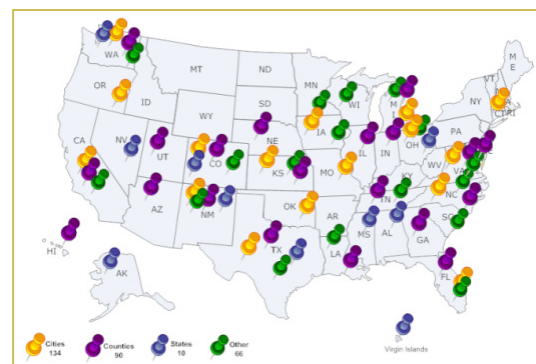 WA
MT
ND
MN
ME
VT
OR
ID
SD
WI
M
NY
WY
CT
RI
NE
IA
PA
CA
NV
UT
CO
IL
IN
OH
WV
VA
KS
MO
KY
NC
AZ
NM
OK
AR
TN
SC
MS
AL
GA
TX
LA
HI
AK
FL
Virgin Islands
Cities
134
Counties
90
States
10
Other
66